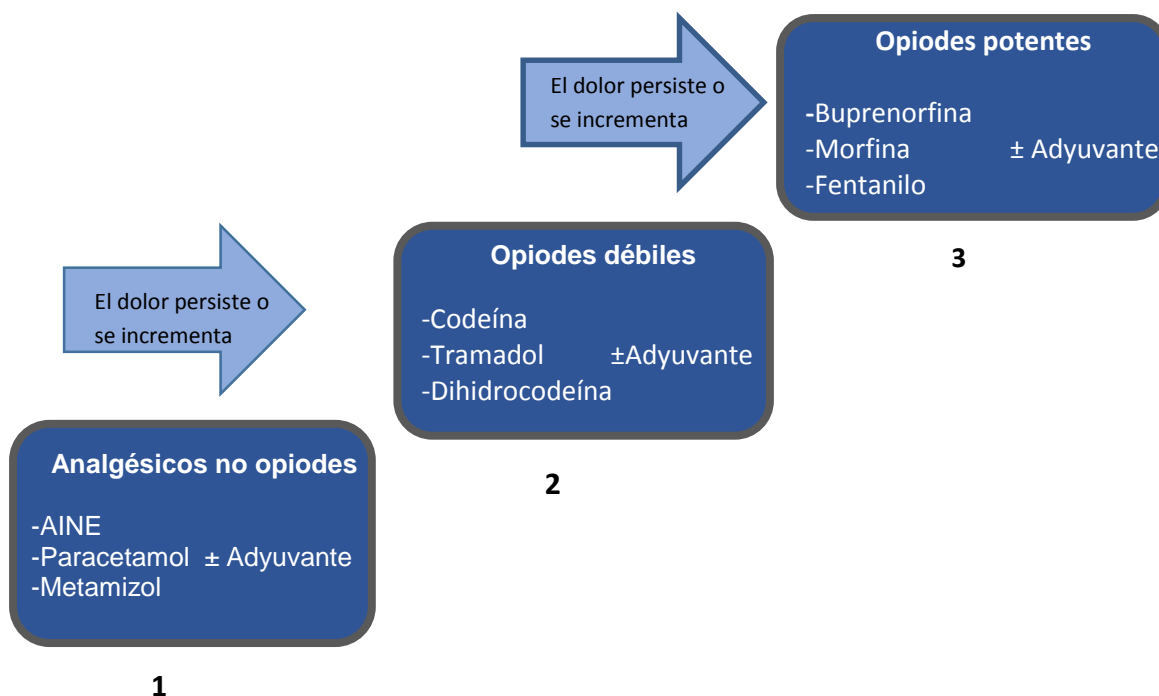 Opiodes potentes
-Buprenorfina
-Morfina ± Adyuvante
-Fentanilo
3
El dolor persiste o
se incrementa
Opiodes débiles
-Codeína
-Tramadol ±Adyuvante
-Dihidrocodeína
2
El dolor persiste o
se incrementa
Analgésicos no opiodes
-AINE
-Paracetamol ± Adyuvante
-Metamizol
1